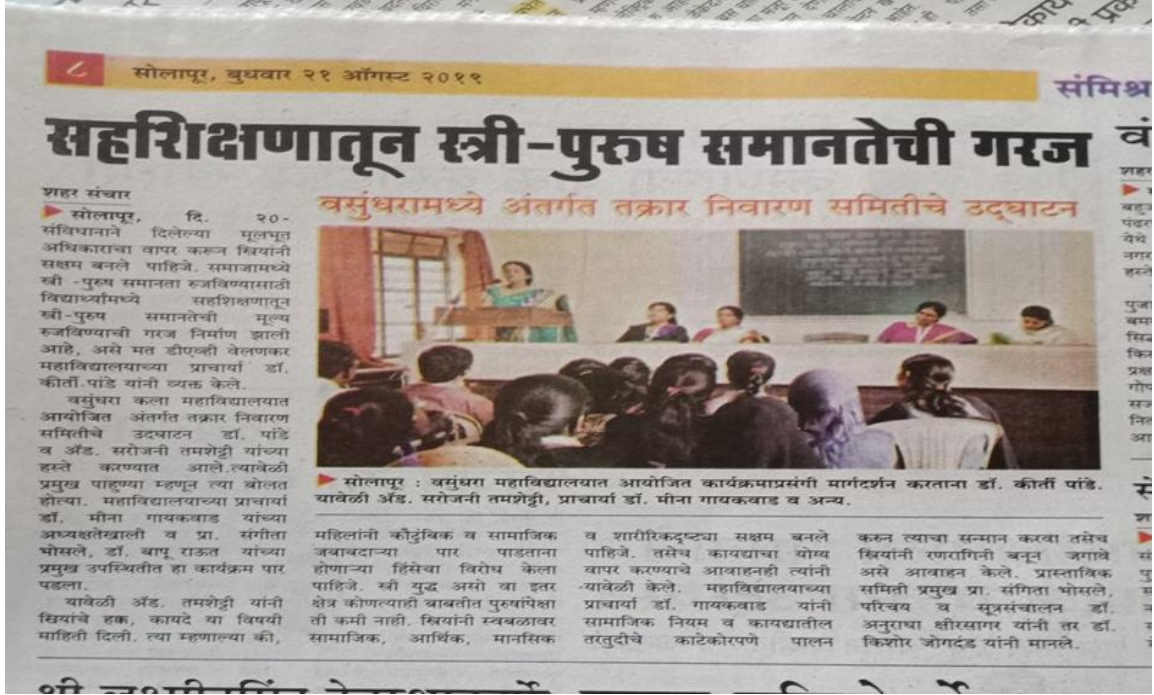 ८
सोलापूर, बुधवार २१ ऑगस्ट २०१९
संमिश्र
सहशिक्षणातून स्त्री-पुरुष समानतेची गरज
वसुंधरामध्ये अंतर्गत तक्रार निवारण समितीचे उद्‌घाटन
शहर संचार
सोलापूर, दि. २०-
संविधानाने दिलेल्या मूलभूत
अधिकाराचा वापर करून स्त्रियांनी
सक्षम बनले पाहिजे. समाजामध्ये
स्त्री -पुरुष समानता रुजविण्यासाठी
विद्यार्थ्यांमध्ये सहशिक्षणातून
स्त्री-पुरुष समानतेची मूल्य
रुजविण्याची गरज निर्माण झाली
आहे, असे मत डीएव्ही वेलणकर
महाविद्यालयाच्या प्राचार्या डॉ.
कीर्ती पांडे यांनी व्यक्त केले.
वसुंधरा कला महाविद्यालयात
आयोजित अंतर्गत तक्रार निवारण
समितीचे उदघाटन डॉ. पांडे
व अ‍ॅड. सरोजनी तमशेट्टी यांच्या
हस्ते करण्यात आले.त्यावेळी
प्रमुख पाहुण्या म्हणून त्या बोलत
होत्या. महाविद्यालयाच्या प्राचार्या
डॉ. मीना गायकवाड यांच्या
अध्यक्षतेखाली व प्रा. संगीता
भोसले, डॉ. बापू राऊत यांच्या
प्रमुख उपस्थितीत हा कार्यक्रम पार
पडला.
यावेळी अ‍ॅड. तमशेट्टी यांनी
स्त्रियांचे हक्क, कायदे या विषयी
माहिती दिली. त्या म्हणाल्या की,
सोलापूर : वसुंधरा महाविद्यालयात आयोजित कार्यक्रमाप्रसंगी मार्गदर्शन करताना डॉ. कीर्ती पांडे.
यावेळी अ‍ॅड. सरोजनी तमशेट्टी, प्राचार्या डॉ. मीना गायकवाड व अन्य.
महिलांनी कौटुंबिक व सामाजिक
जबाबदाऱ्या पार पाडताना
होणाऱ्या हिंसेचा विरोध केला
पाहिजे. स्त्री युद्ध असो वा इतर
क्षेत्र कोणत्याही बाबतीत पुरुषांपेक्षा
ती कमी नाही. स्त्रियांनी स्वबळावर
सामाजिक, आर्थिक, मानसिक
व शारीरिकदृष्ट्या सक्षम बनले
पाहिजे. तसेच कायद्याचा योग्य
वापर करण्याचे आवाहनही त्यांनी
यावेळी केले. महाविद्यालयाच्या
प्राचार्या डॉ. गायकवाड यांनी
सामाजिक नियम व कायद्यातील
तरतुदीचे काटेकोरपणे पालन
करुन त्याचा सन्मान करवा तसेच
स्त्रियांनी रणरागिनी बनून जगावे
असे आवाहन केले. प्रास्ताविक
समिती प्रमुख प्रा. संगिता भोसले,
परिचय व सूत्रसंचालन डॉ.
अनुराधा क्षीरसागर यांनी तर डॉ.
किशोर जोगदंड यांनी मानले.